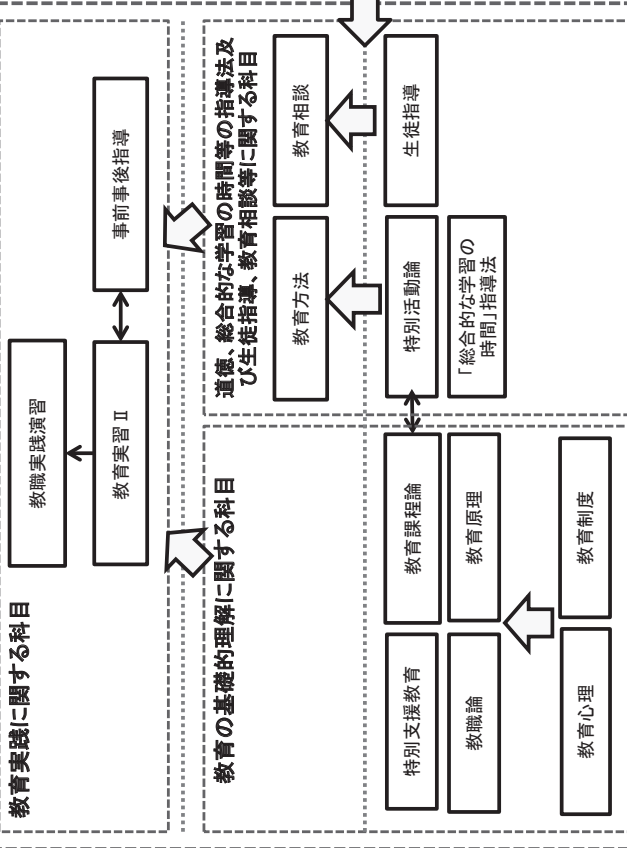 教育実践に関する科目
教職実践演習
教育実習Ⅱ
事前事後指導
教育の基礎的理解に関する科目
特別支援教育
教育課程論
教職論
教育原理
教育心理
教育制度
道徳、総合的な学習の時間等の指導法及
び生徒指導、教育相談等に関する科目
教育方法
教育相談
特別活動論
生徒指導
「総合的な学習の
時間」指導法